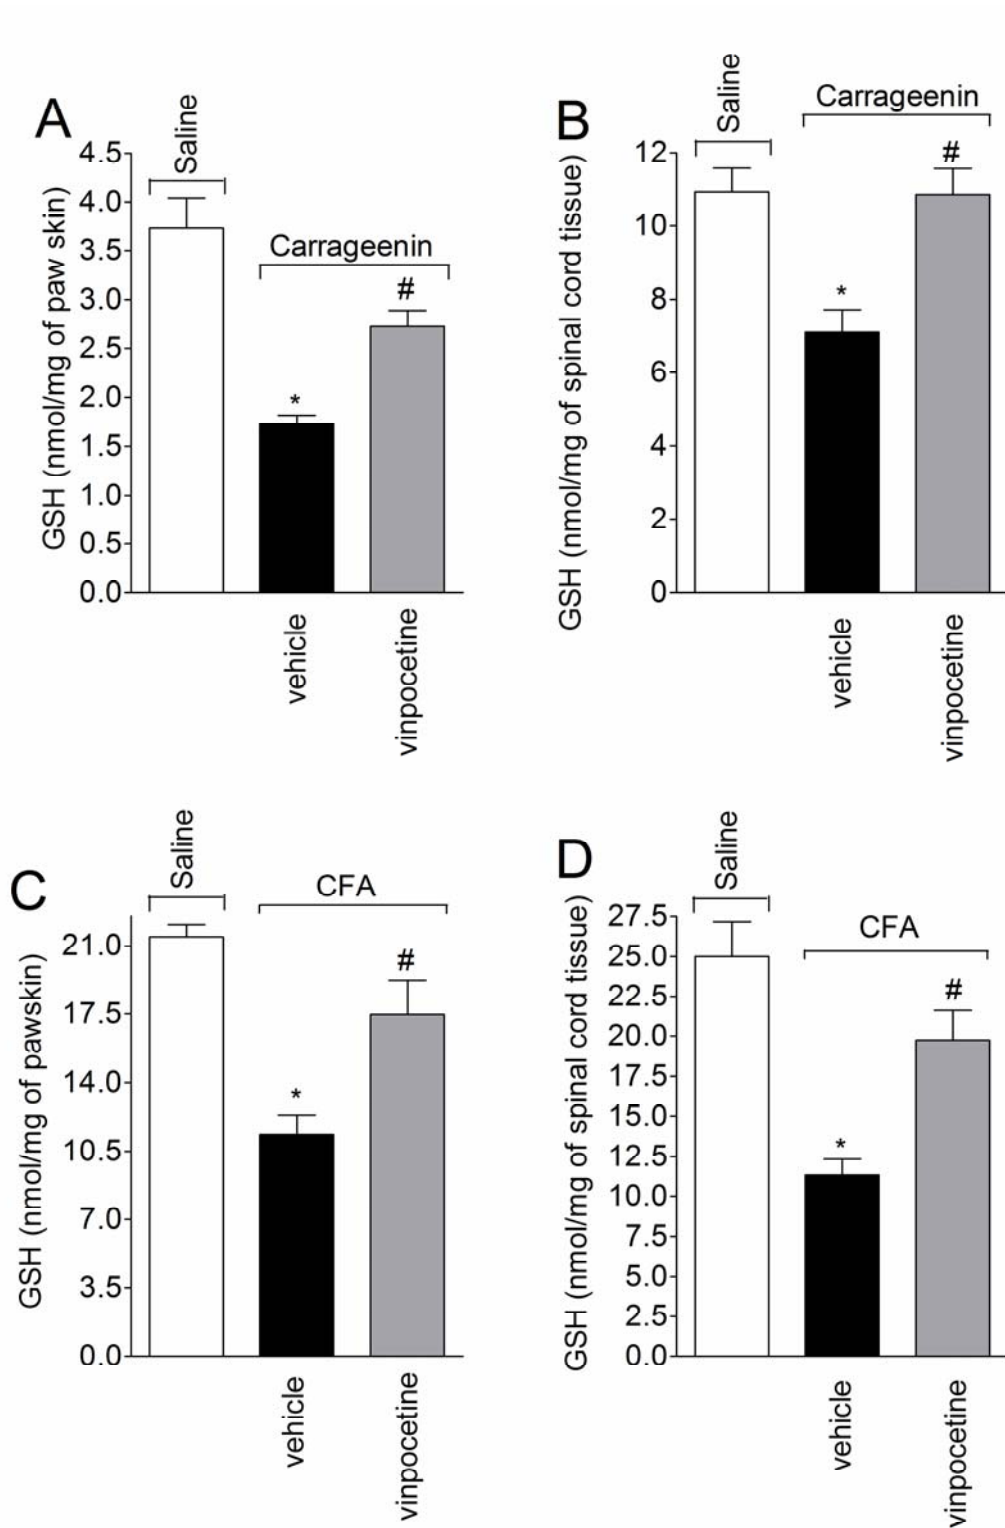 A
Saline
Carrageenin
GSH (nmol/mg of paw skin)
4.5
4.0
3.5
3.0
2.5
2.0
1.5
1.0
0.5
0.0
*
#
vehicle
vinpocetine
B
Saline
Carrageenin
GSH (nmol/mg of spinal cord tissue)
12
10
8
6
4
2
0
*
#
vehicle
vinpocetine
C
Saline
CFA
GSH (nmol/mg of pawskin)
21.0
17.5
14.0
10.5
7.0
3.5
0.0
*
#
vehicle
vinpocetine
D
Saline
CFA
GSH (nmol/mg of spinal cord tissue)
27.5
25.0
22.5
20.0
17.5
15.0
12.5
10.0
7.5
5.0
2.5
0.0
*
#
vehicle
vinpocetine